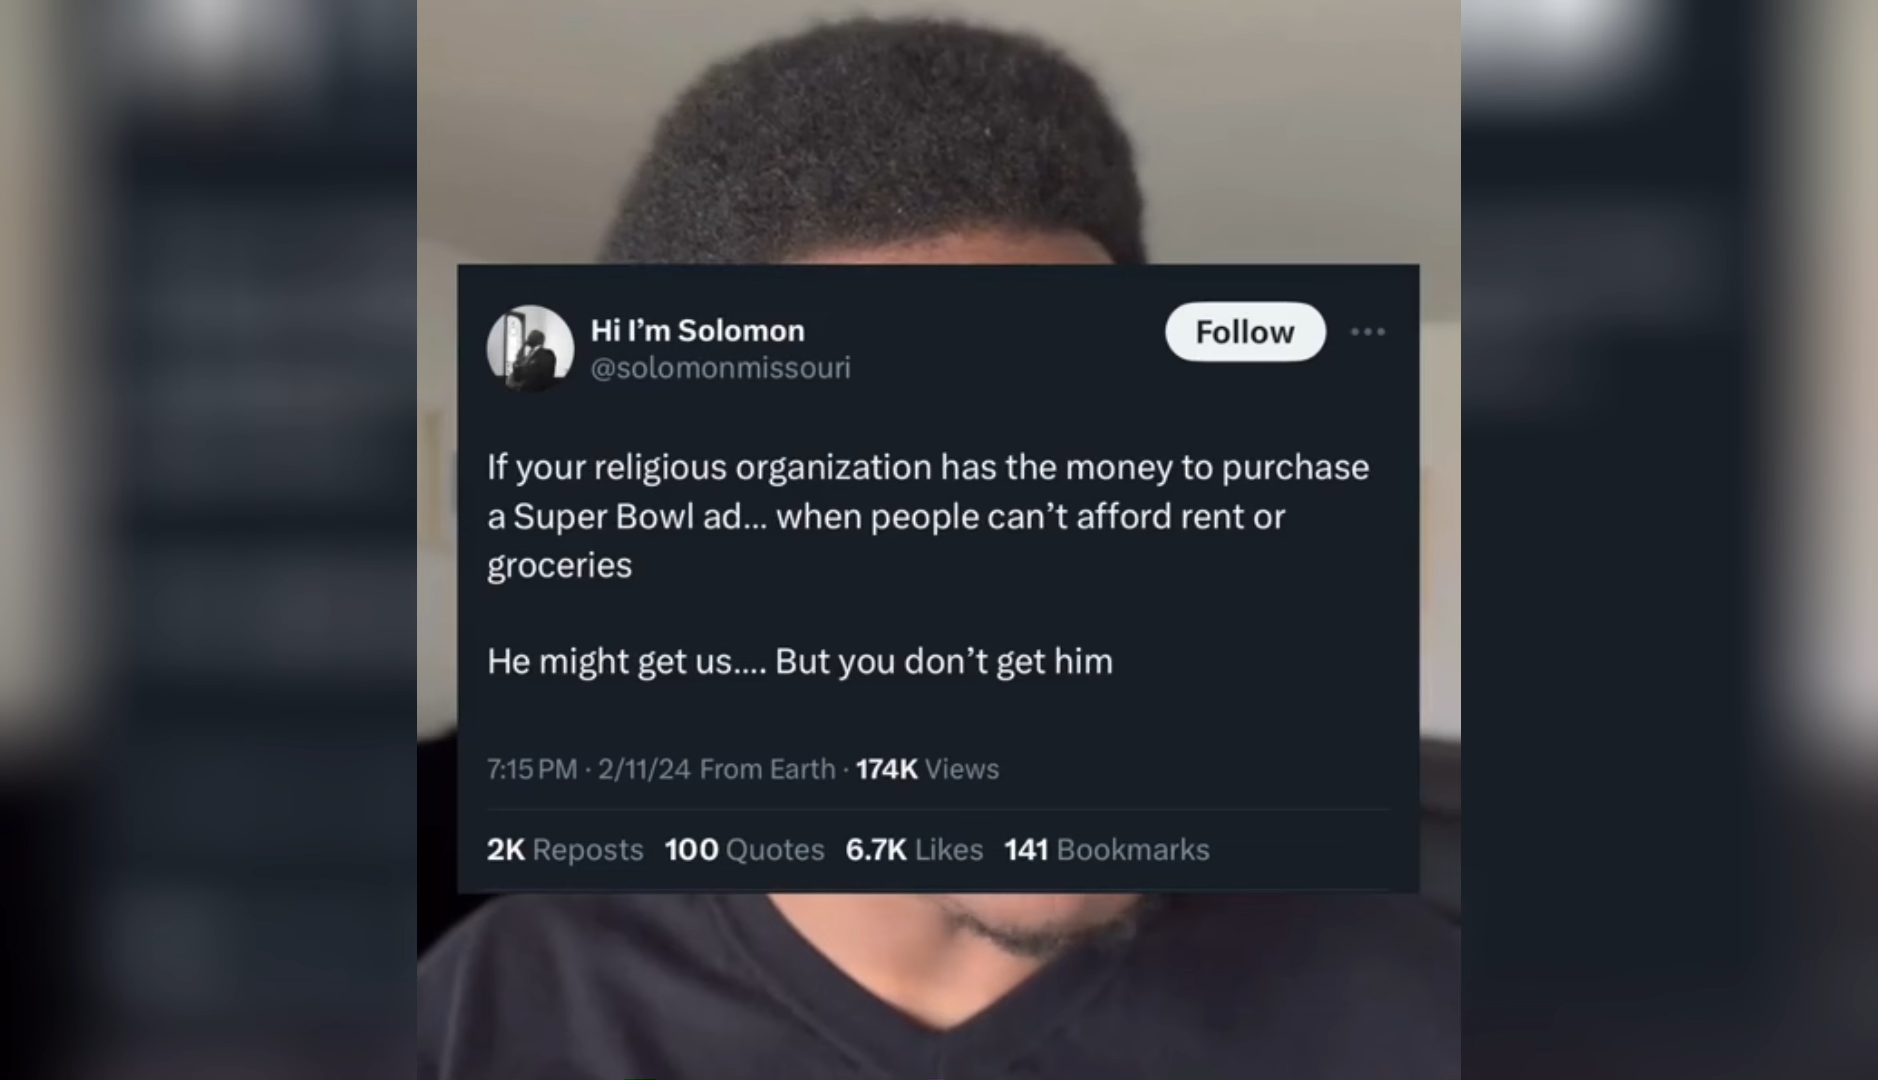 Hi I’m Solomon
@solomonmissouri
Follow
If your religious organization has the money to purchase
a Super Bowl ad... when people can’t afford rent or
groceries
He might get us.... But you don’t get him
7:15 PM · 2/11/24 From Earth · 174K Views
2K Reposts 100 Quotes 6.7K Likes 141 Bookmarks